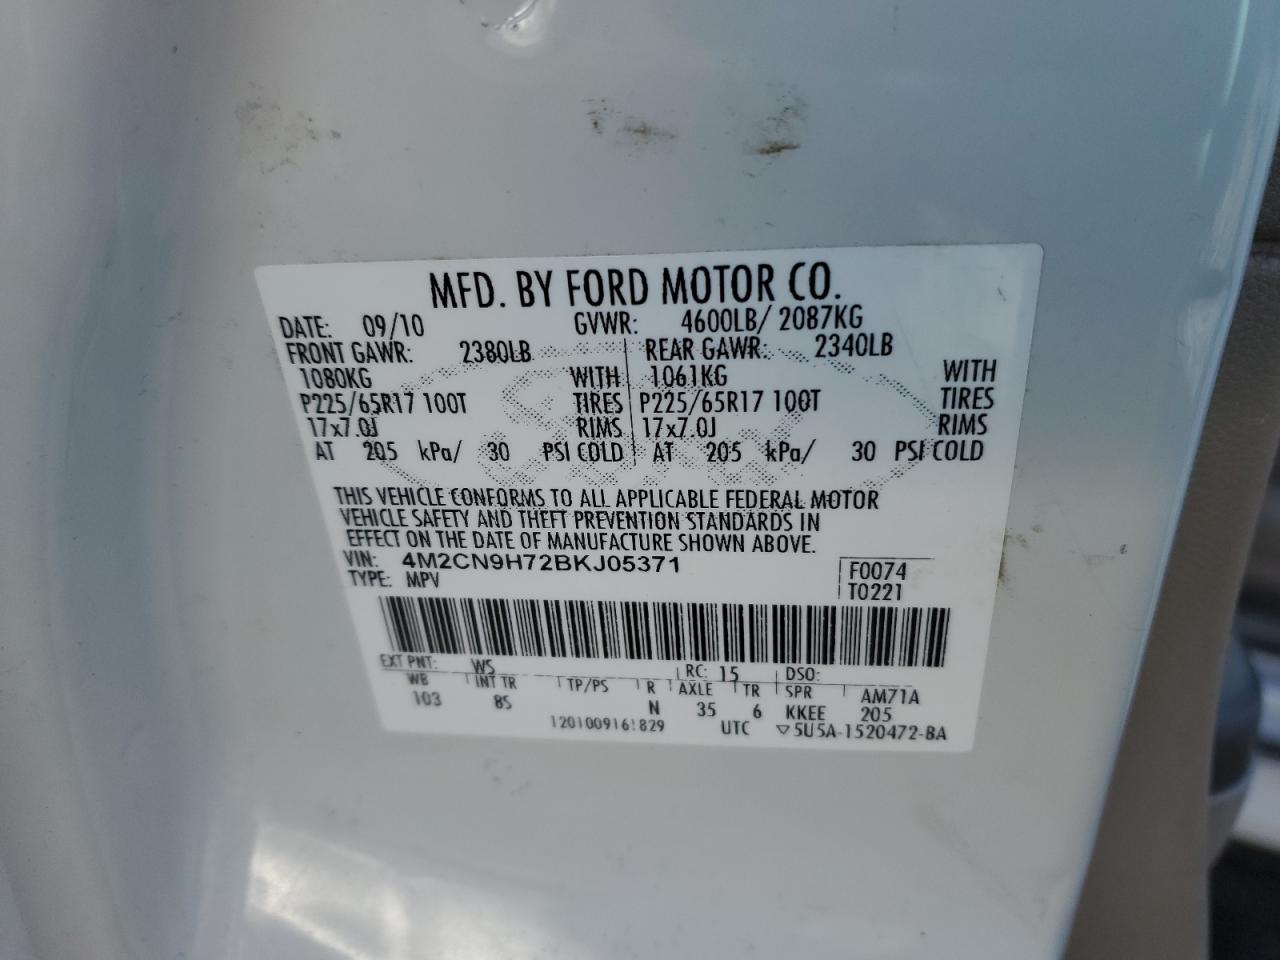 MFD. BY FORD MOTOR CO.
DATE: 09/10 GVWR: 4600LB/ 2087KG
FRONT GAWR: 2380LB REAR GAWR: 2340LB
1080KG WITH 1061KG WITH
P225/65R17 100T TIRES P225/65R17 100T TIRES
17x7.0J RIMS 17x7.0J RIMS
AT 205 kPa/ 30 PSI COLD AT 205 kPa/ 30 PSI COLD
THIS VEHICLE CONFORMS TO ALL APPLICABLE FEDERAL MOTOR
VEHICLE SAFETY AND THEFT PREVENTION STANDARDS IN
EFFECT ON THE DATE OF MANUFACTURE SHOWN ABOVE.
VIN: 4M2CN9H72BKJ05371 F0074
TYPE: MPV T0221
EXT PNT: WS RC: 15 DSO:
WB INT TR TP/PS R AXLE TR SPR AM71A
103 8S N 35 6 KKEE 205
1201009161829 UTC ▽5U5A-1520472-BA